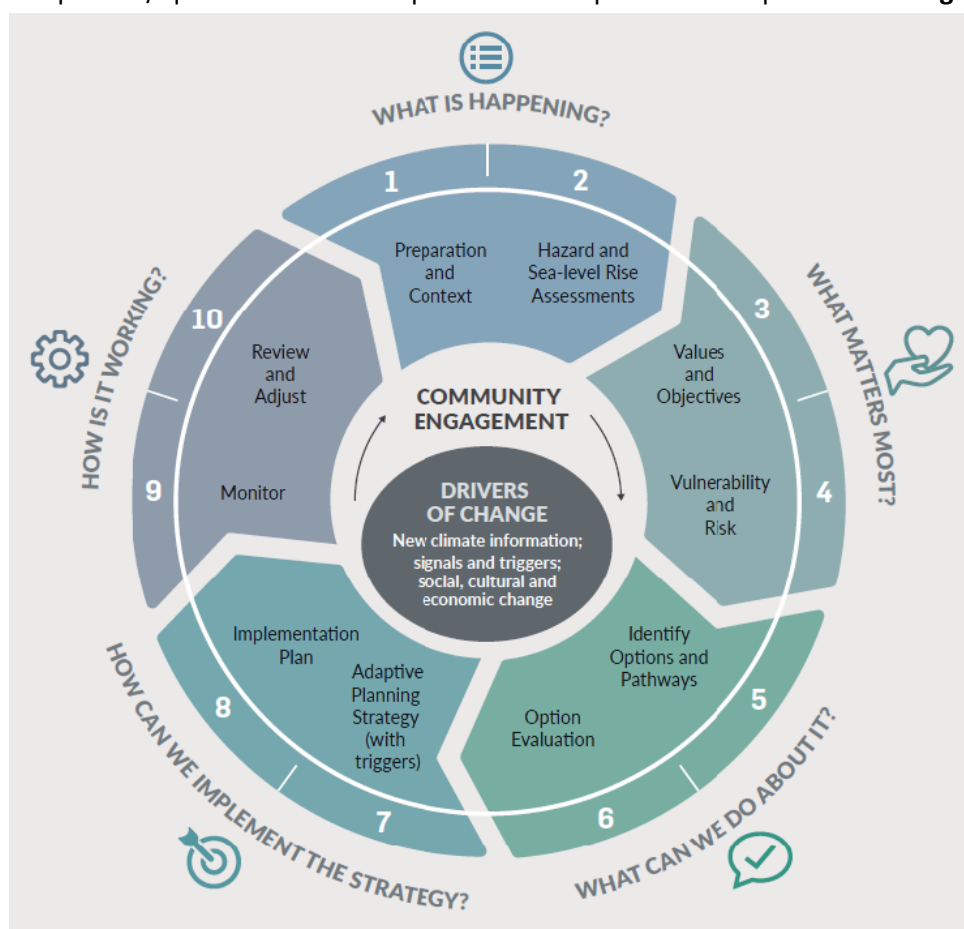 WHAT IS HAPPENING?
1
2
Preparation
and
Context
Hazard and
Sea-level Rise
Assessments
WHAT MATTERS MOST?
3
Values
and
Objectives
4
Vulnerability
and
Risk
WHAT CAN WE DO ABOUT IT?
5
Identify
Options and
Pathways
6
Option
Evaluation
HOW CAN WE IMPLEMENT THE STRATEGY?
7
Adaptive
Planning
Strategy
(with
triggers)
8
Implementation
Plan
HOW IS IT WORKING?
9
Monitor
10
Review
and
Adjust
COMMUNITY
ENGAGEMENT
DRIVERS
OF CHANGE
New climate information;
signals and triggers;
social, cultural and
economic change